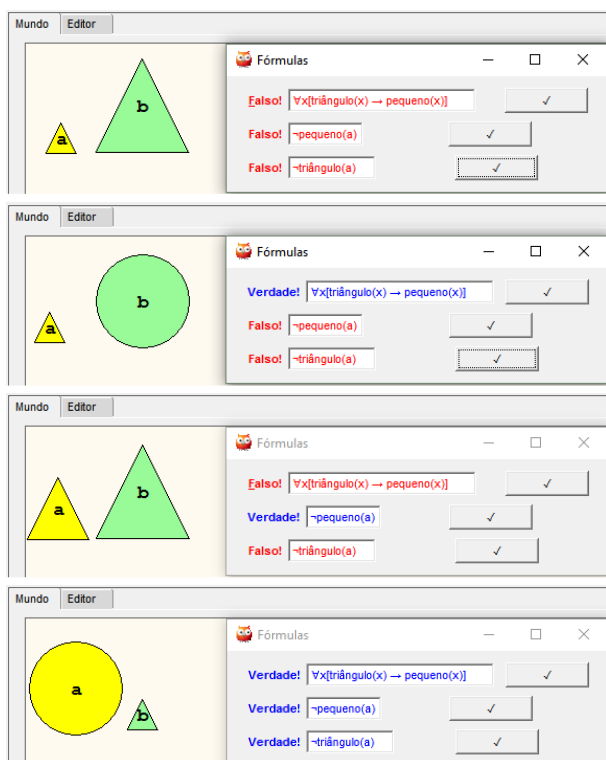 Mundo Editor
Fórmulas
a b
Falso! ∀x[triângulo(x) → pequeno(x)] ✓
Falso! ¬pequeno(a) ✓
Falso! ¬triângulo(a) ✓
Mundo Editor
Fórmulas
a b
Verdade! ∀x[triângulo(x) → pequeno(x)] ✓
Falso! ¬pequeno(a) ✓
Falso! ¬triângulo(a) ✓
Mundo Editor
Fórmulas
a b
Falso! ∀x[triângulo(x) → pequeno(x)] ✓
Verdade! ¬pequeno(a) ✓
Falso! ¬triângulo(a) ✓
Mundo Editor
Fórmulas
a b
Verdade! ∀x[triângulo(x) → pequeno(x)] ✓
Verdade! ¬pequeno(a) ✓
Verdade! ¬triângulo(a) ✓